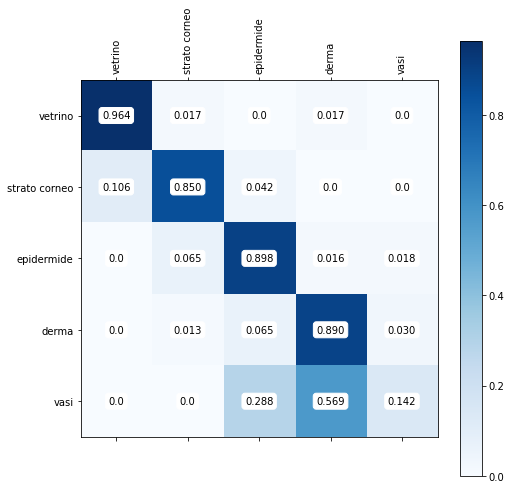 vetrino strato corneo epidermide derma vasi
vetrino 0.964 0.017 0.0 0.017 0.0
strato corneo 0.106 0.850 0.042 0.0 0.0
epidermide 0.0 0.065 0.898 0.016 0.018
derma 0.0 0.013 0.065 0.890 0.030
vasi 0.0 0.0 0.288 0.569 0.142
0.8
0.6
0.4
0.2
0.0